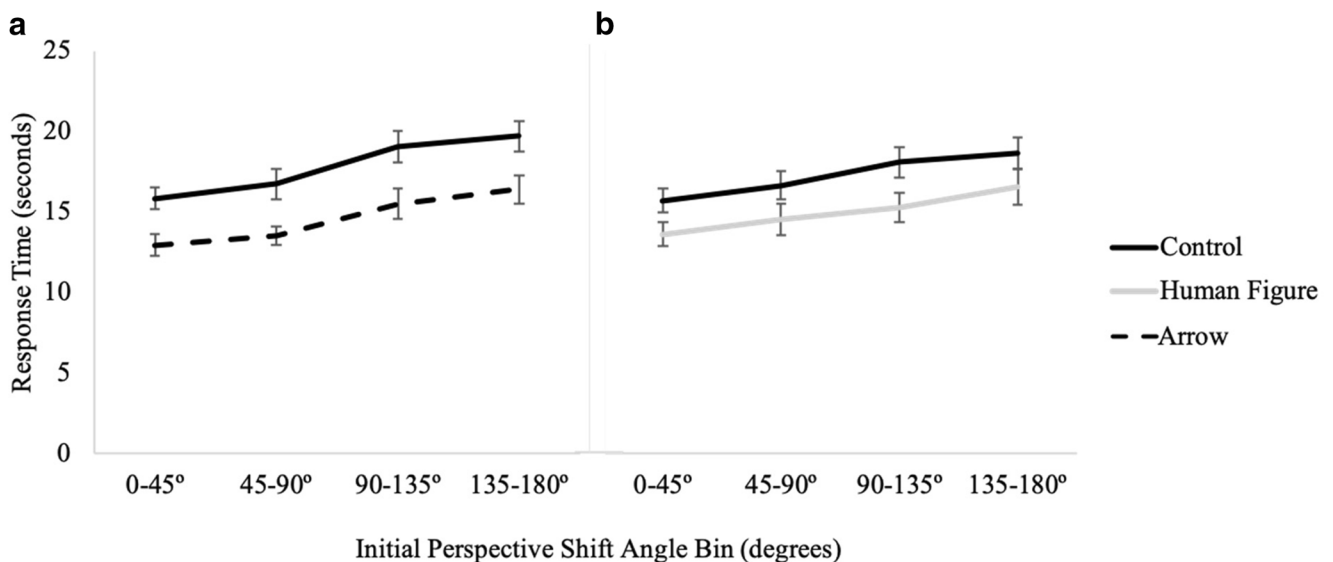 a
b
25
20
15
10
5
0
Response Time (seconds)
0-45º 45-90º 90-135º 135-180º
0-45º 45-90º 90-135º 135-180º
Initial Perspective Shift Angle Bin (degrees)
Control
Human Figure
Arrow